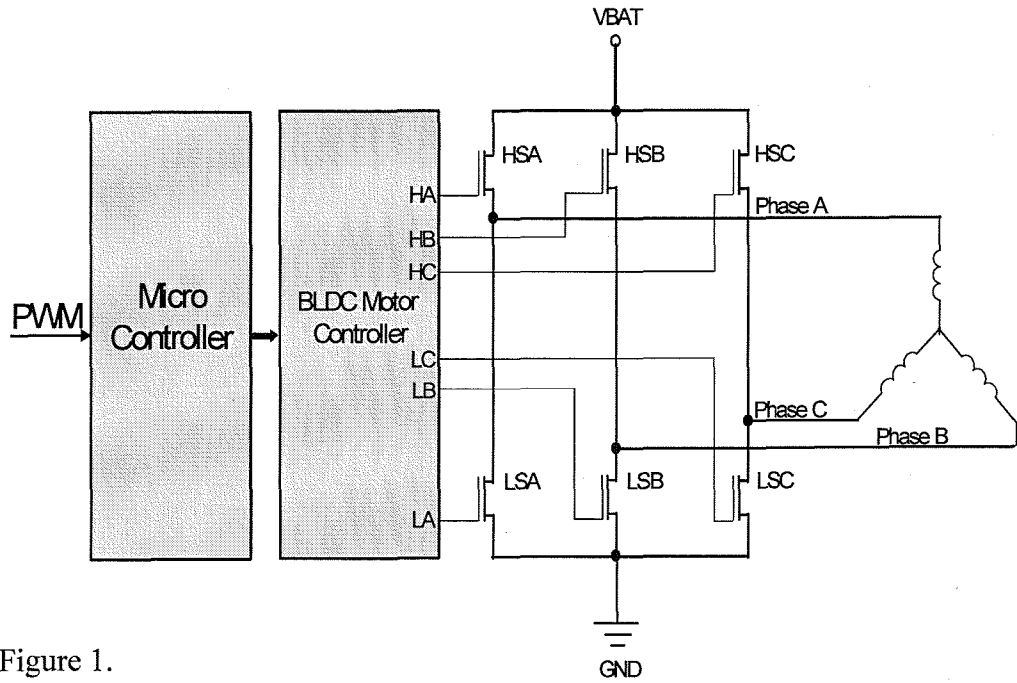 VBAT
HSA
HSB
HSC
HA
Phase A
HB
HC
PWM
Micro
Controller
BLDC Motor
Controller
LC
LB
Phase C
Phase B
LSA
LSB
LSC
LA
Figure 1.
GND